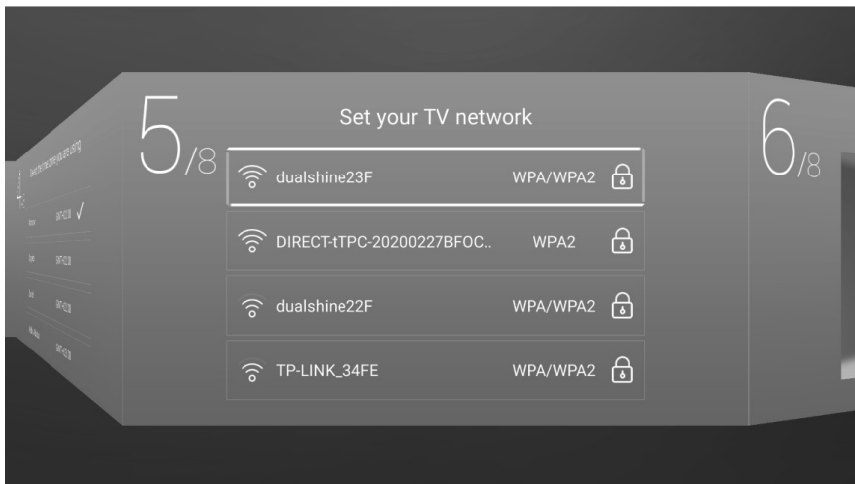 5/8
Set your TV network
dualshine23F WPA/WPA2
DIRECT-tTPC-20200227BFOC.. WPA2
dualshine22F WPA/WPA2
TP-LINK_34FE WPA/WPA2
6/8